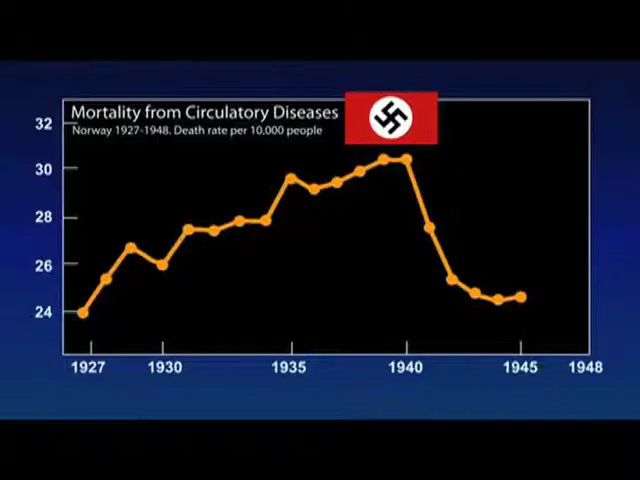 Mortality from Circulatory Diseases
Norway 1927-1948. Death rate per 10,000 people
32
30
28
26
24
1927 1930 1935 1940 1945 1948